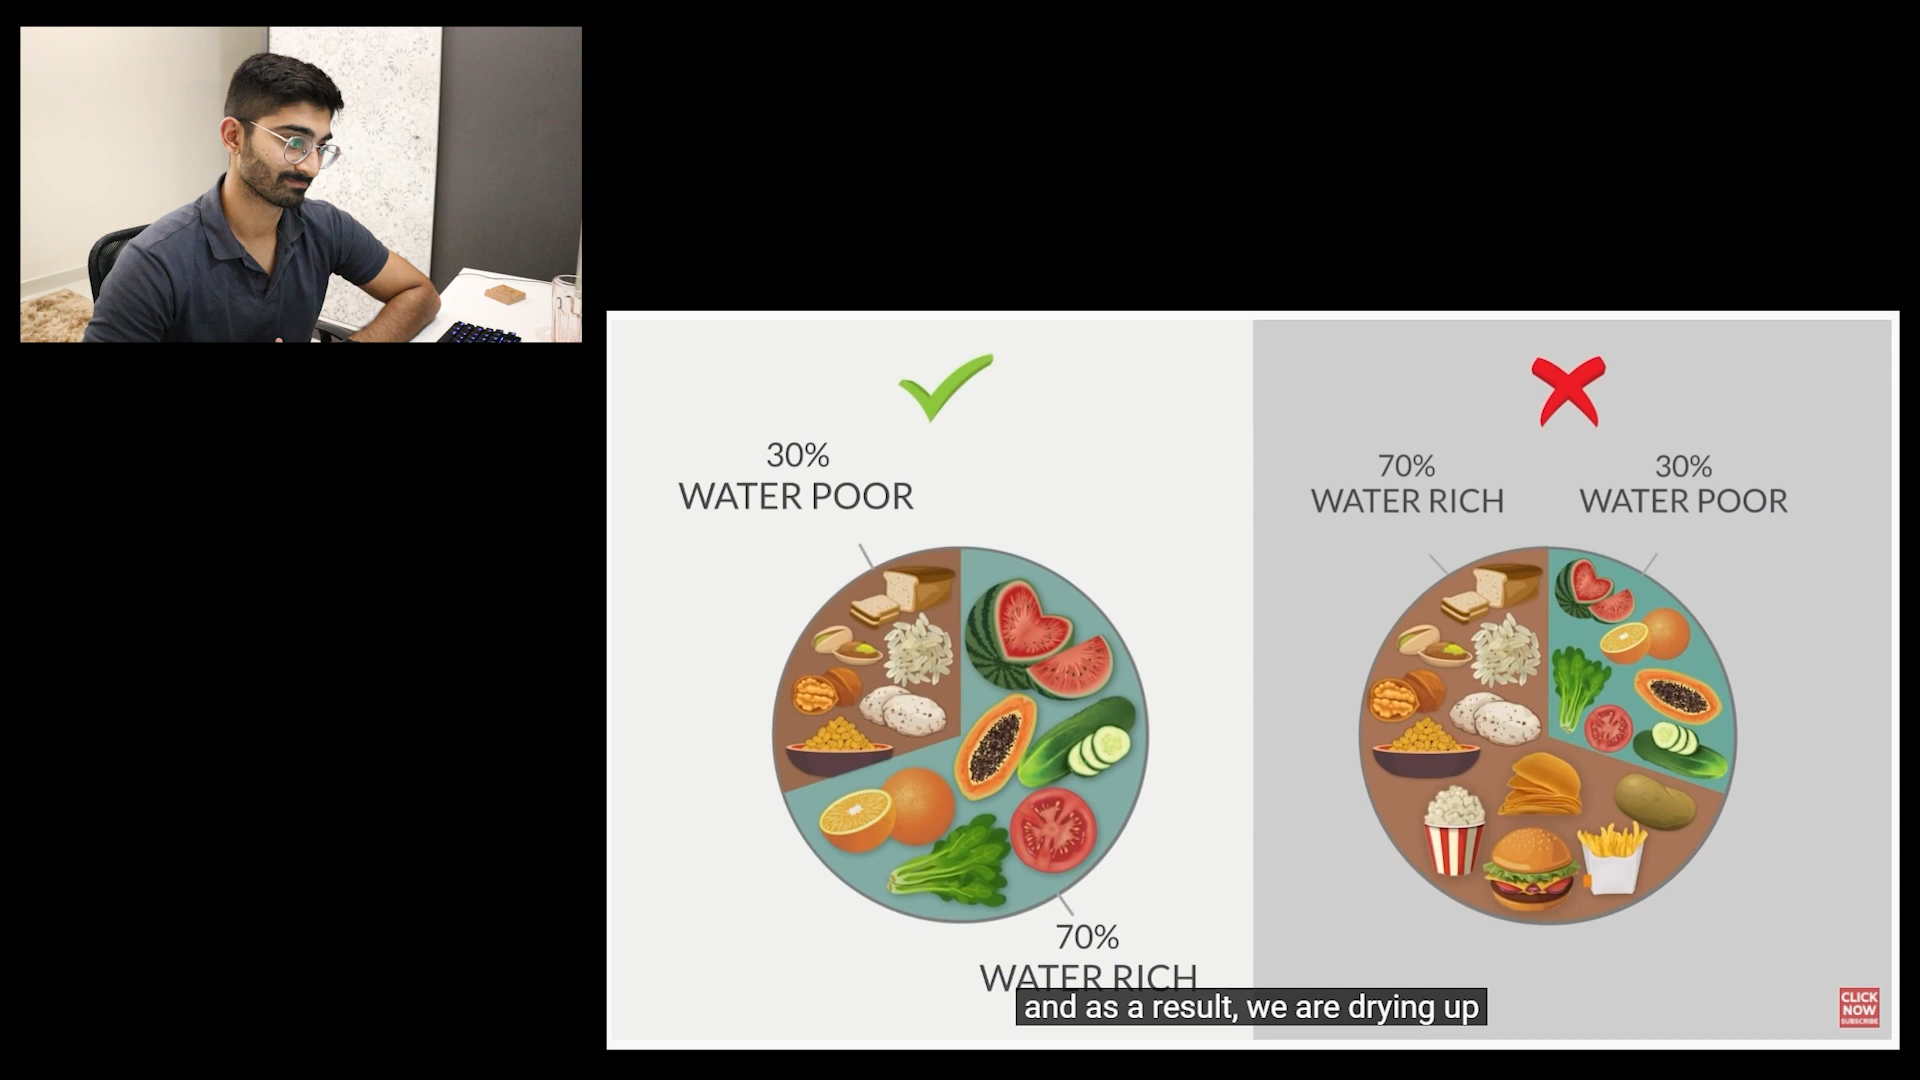 30%
WATER POOR
70%
WATER RICH
70%
WATER RICH
30%
WATER POOR
and as a result, we are drying up
CLICK
NOW
SUBSCRIBE